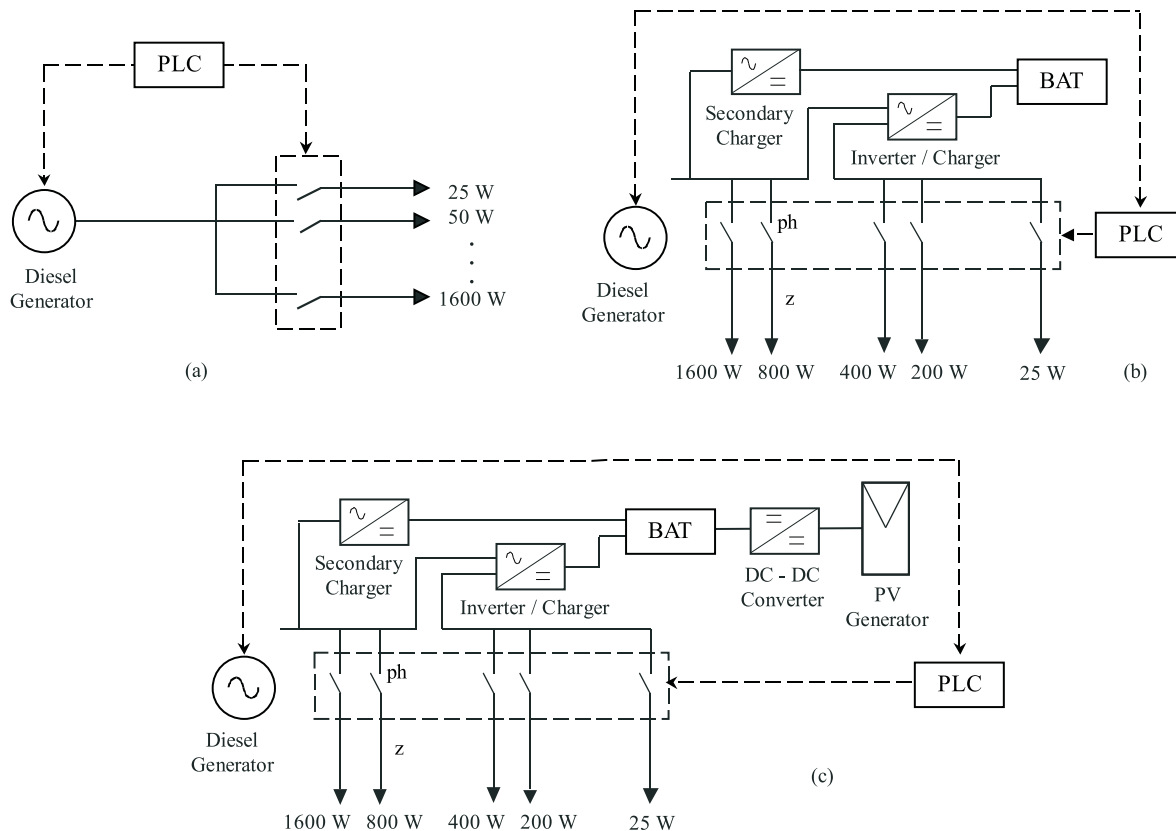 PLC
25 W
50 W
.
.
.
1600 W
Diesel
Generator
(a)
Secondary
Charger
BAT
Inverter / Charger
ph
PLC
Diesel
Generator
z
1600 W 800 W 400 W 200 W 25 W (b)
Secondary
Charger
BAT
DC - DC
Converter
PV
Generator
Inverter / Charger
ph
PLC
Diesel
Generator
z
(c)
1600 W 800 W 400 W 200 W 25 W